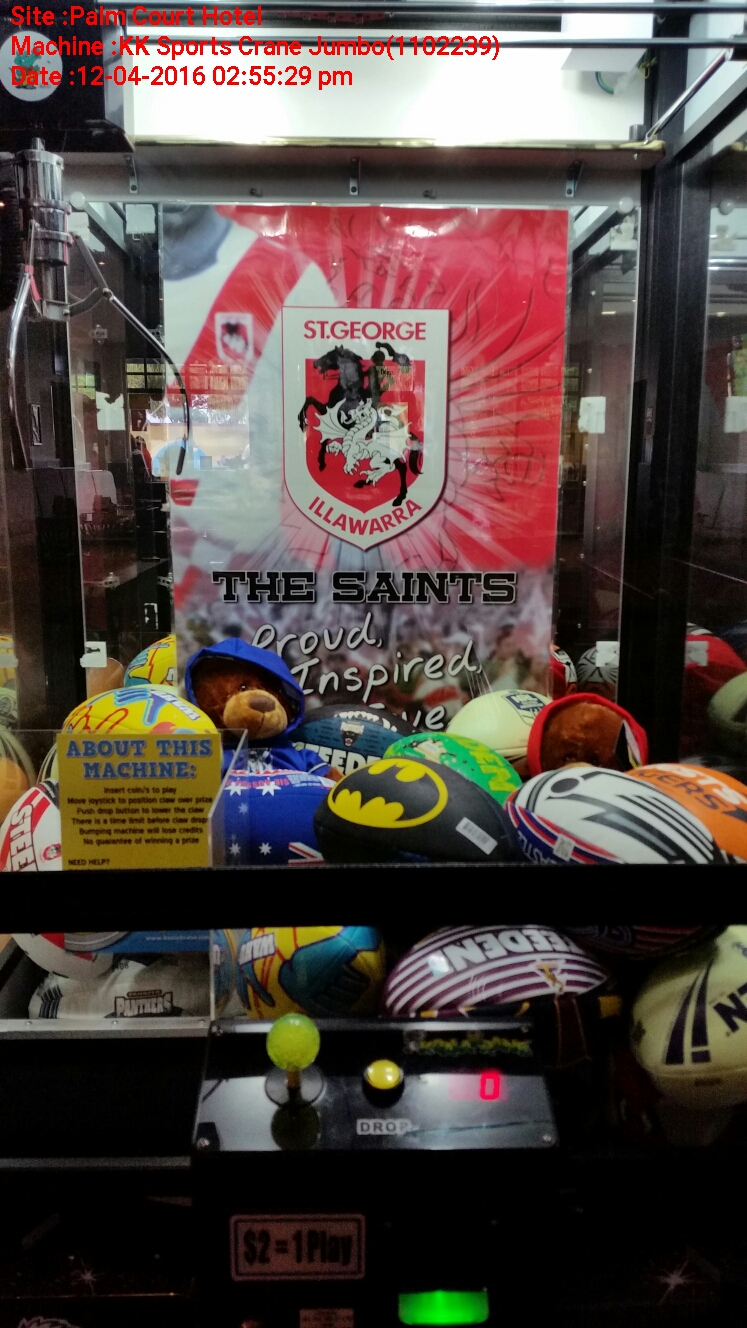 Site :Palm Court Hotel
Machine :KK Sports Crane Jumbo(1102239)
Date :12-04-2016 02:55:29 pm
ST.GEORGE
ILLAWARRA
THE SAINTS
Proud,
Inspired,
ABOUT THIS
MACHINE:
Insert coin/s to play
Move joystick to position claw over prize
Push drop button to lower the claw
There is a time limit before claw drops
Bumping machine will lose credits
No guarantee of winning a prize
NEED HELP?
STEEDEN
PANTHERS
STEEDEN
0
DROP
$2 = 1 Play